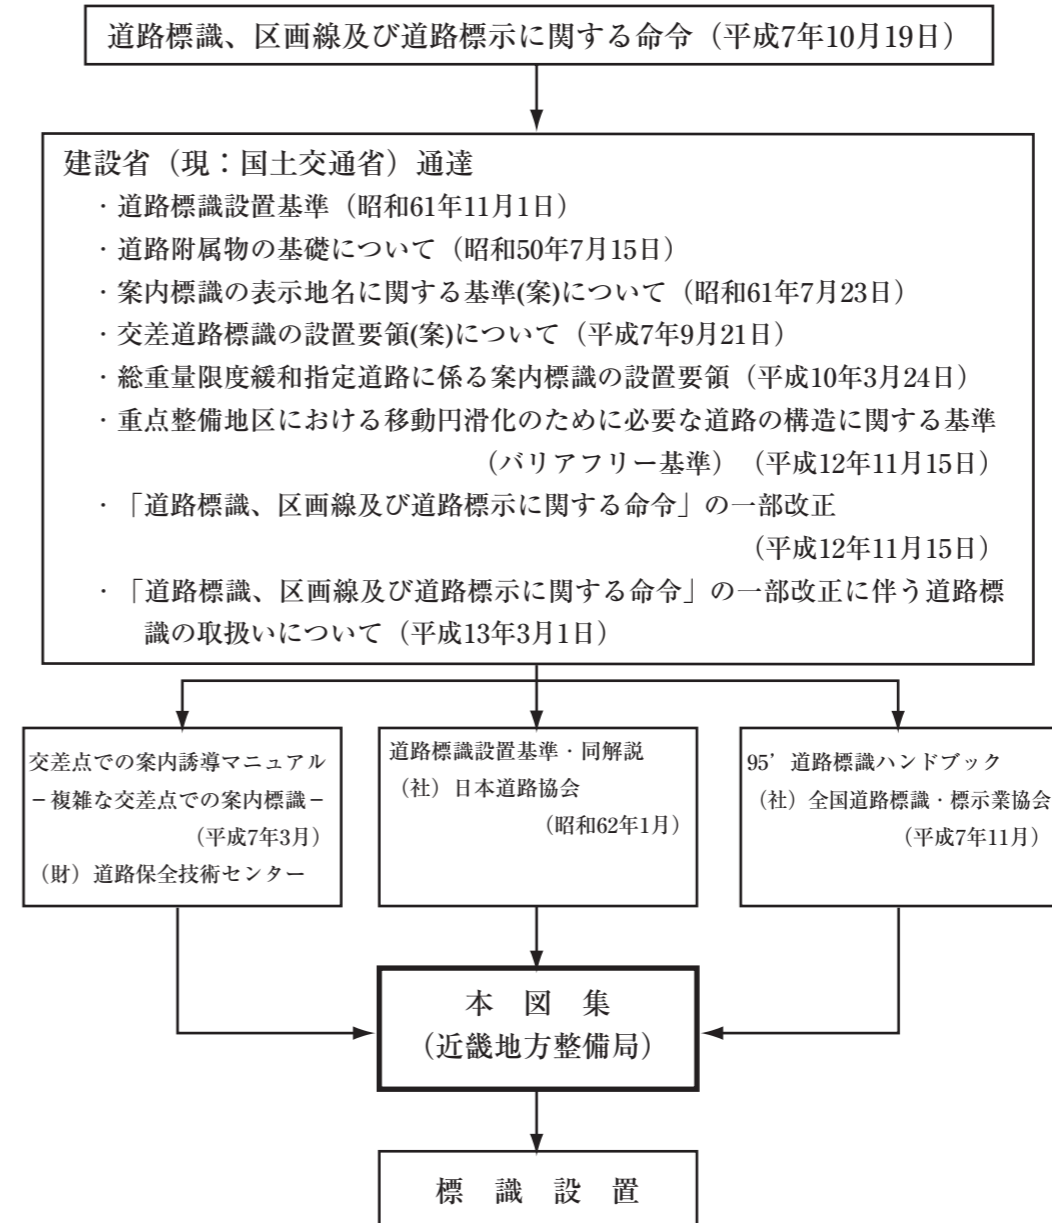 道路標識、区画線及び道路標示に関する命令（平成7年10月19日）
建設省（現：国土交通省）通達
・道路標識設置基準（昭和61年11月1日）
・道路附属物の基礎について（昭和50年7月15日）
・案内標識の表示地名に関する基準(案)について（昭和61年7月23日）
・交差道路標識の設置要領(案)について（平成7年9月21日）
・総重量限度緩和指定道路に係る案内標識の設置要領（平成10年3月24日）
・重点整備地区における移動円滑化のために必要な道路の構造に関する基準
（バリアフリー基準）（平成12年11月15日）
・「道路標識、区画線及び道路標示に関する命令」の一部改正
（平成12年11月15日）
・「道路標識、区画線及び道路標示に関する命令」の一部改正に伴う道路標
識の取扱いについて（平成13年3月1日）
交差点での案内誘導マニュアル
－複雑な交差点での案内標識－
（平成7年3月）
（財）道路保全技術センター
道路標識設置基準・同解説
（社）日本道路協会
（昭和62年1月）
95’道路標識ハンドブック
（社）全国道路標識・標示業協会
（平成7年11月）
本　図　集
（近畿地方整備局）
標　識　設　置